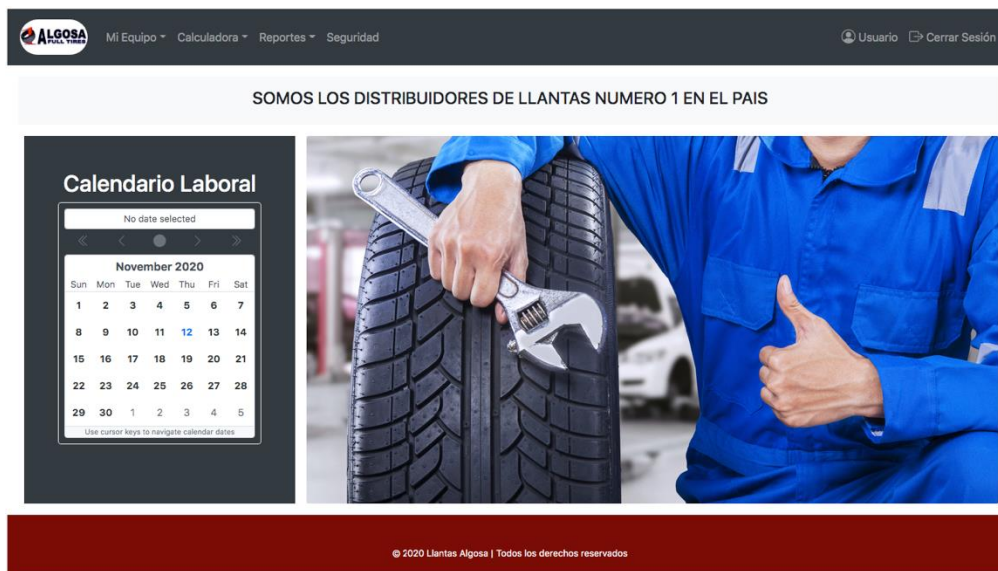 ALGOSA
FULL TIRES
Mi Equipo Calculadora Reportes Seguridad Usuario Cerrar Sesión
SOMOS LOS DISTRIBUIDORES DE LLANTAS NUMERO 1 EN EL PAIS
Calendario Laboral
No date selected
November 2020
Sun Mon Tue Wed Thu Fri Sat
1 2 3 4 5 6 7
8 9 10 11 12 13 14
15 16 17 18 19 20 21
22 23 24 25 26 27 28
29 30 1 2 3 4 5
Use cursor keys to navigate calendar dates
© 2020 Llantas Algosa | Todos los derechos reservados